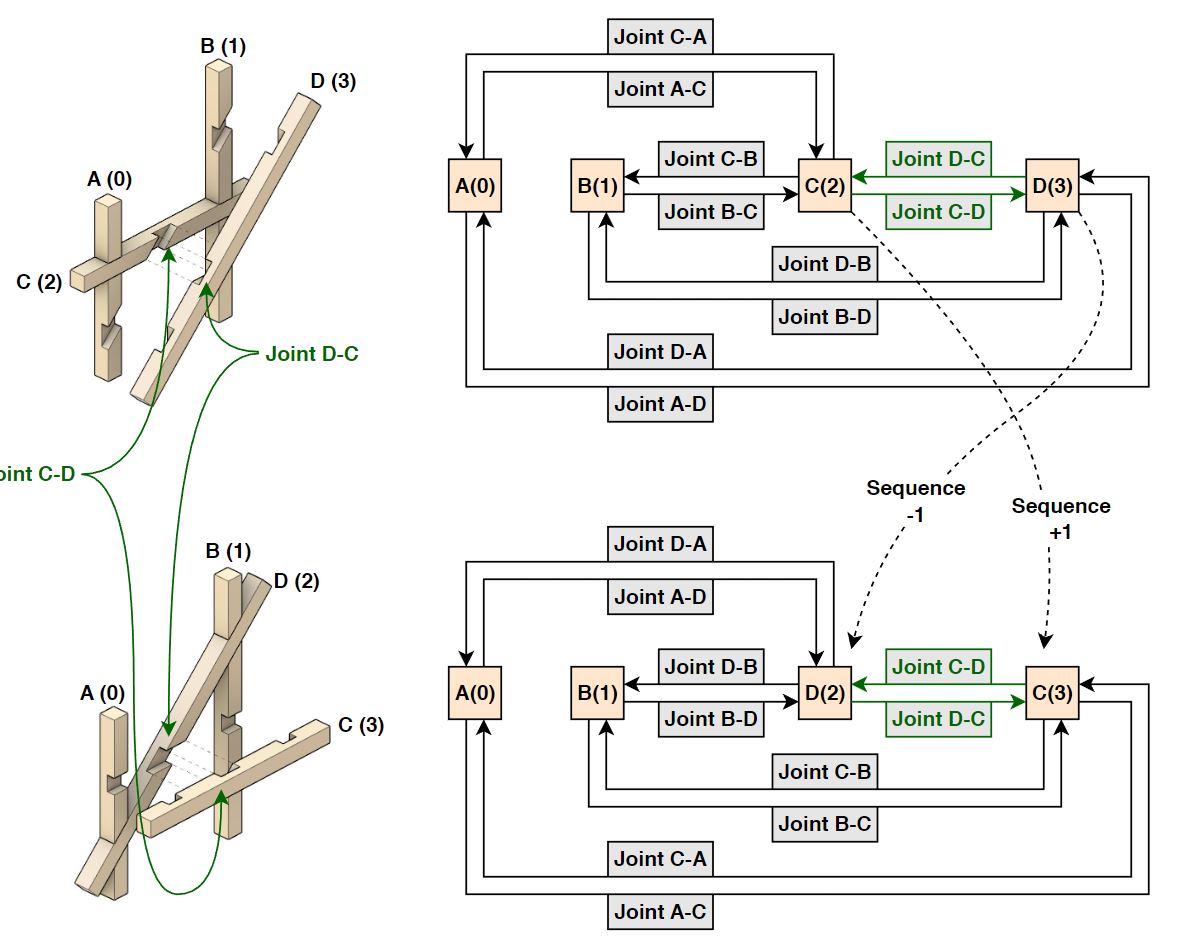 B (1)
D (3)
A (0)
C (2)
Joint D-C
oint C-D
B (1)
D (2)
A (0)
C (3)
Joint C-A
Joint A-C
Joint C-B
Joint D-C
A(0)
B(1)
C(2)
D(3)
Joint B-C
Joint C-D
Joint D-B
Joint B-D
Joint D-A
Joint A-D
Sequence
-1
Sequence
+1
Joint D-A
Joint A-D
Joint D-B
Joint C-D
A(0)
B(1)
D(2)
C(3)
Joint B-D
Joint D-C
Joint C-B
Joint B-C
Joint C-A
Joint A-C